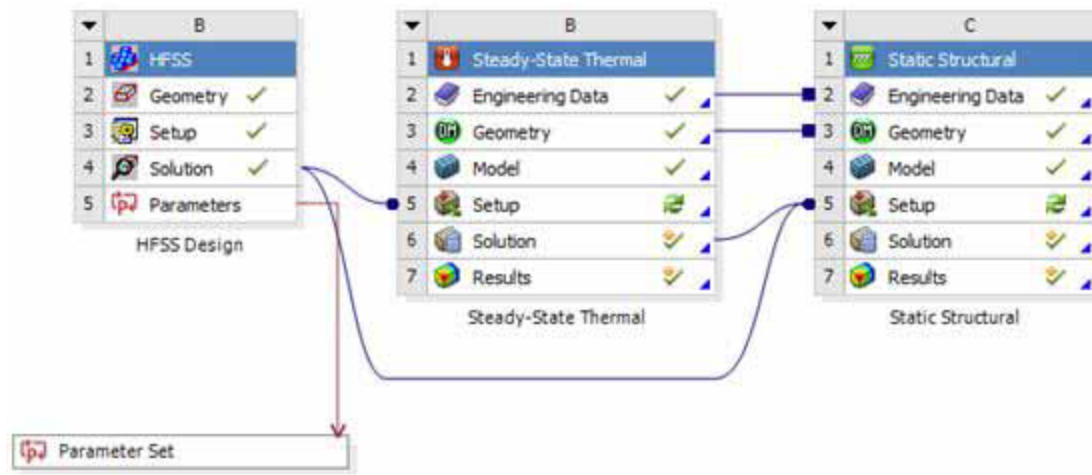 B
1 HFSS
2 Geometry
3 Setup
4 Solution
5 Parameters
HFSS Design
B
1 Steady-State Thermal
2 Engineering Data
3 Geometry
4 Model
5 Setup
6 Solution
7 Results
Steady-State Thermal
C
1 Static Structural
2 Engineering Data
3 Geometry
4 Model
5 Setup
6 Solution
7 Results
Static Structural
Parameter Set